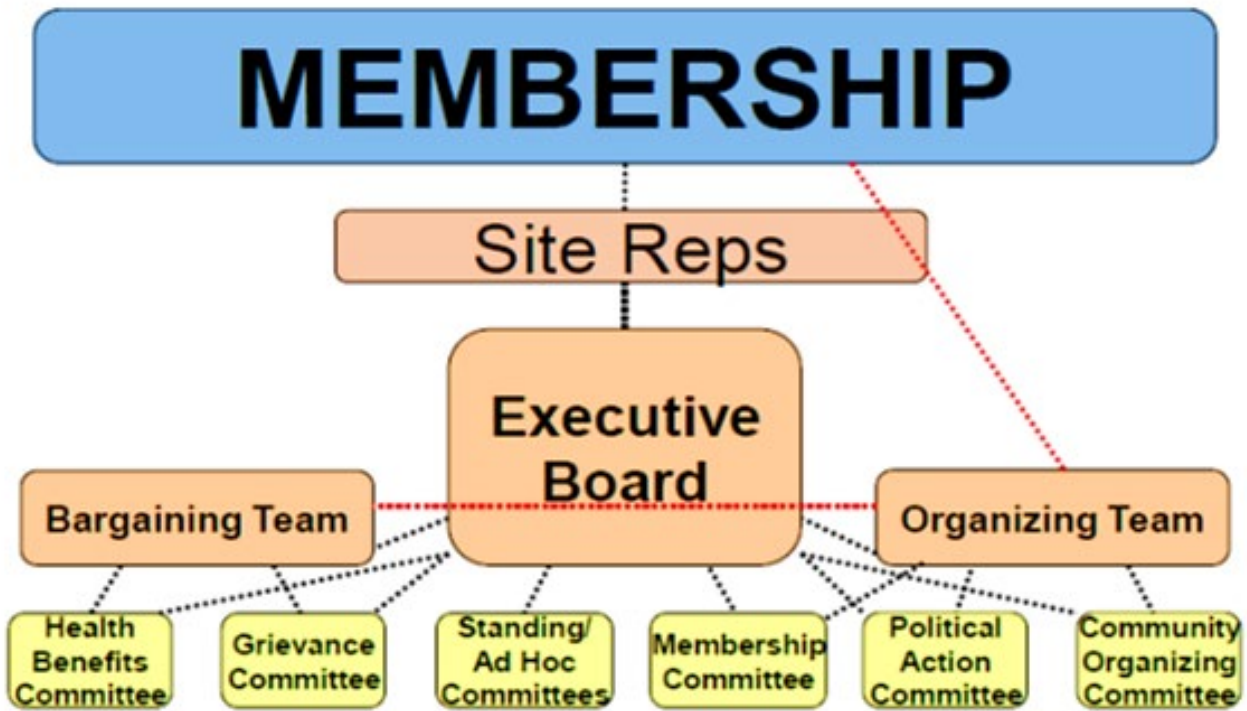 MEMBERSHIP
Site Reps
Executive
Board
Bargaining Team
Organizing Team
Health
Benefits
Committee
Grievance
Committee
Standing/
Ad Hoc
Committees
Membership
Committee
Political
Action
Committee
Community
Organizing
Committee